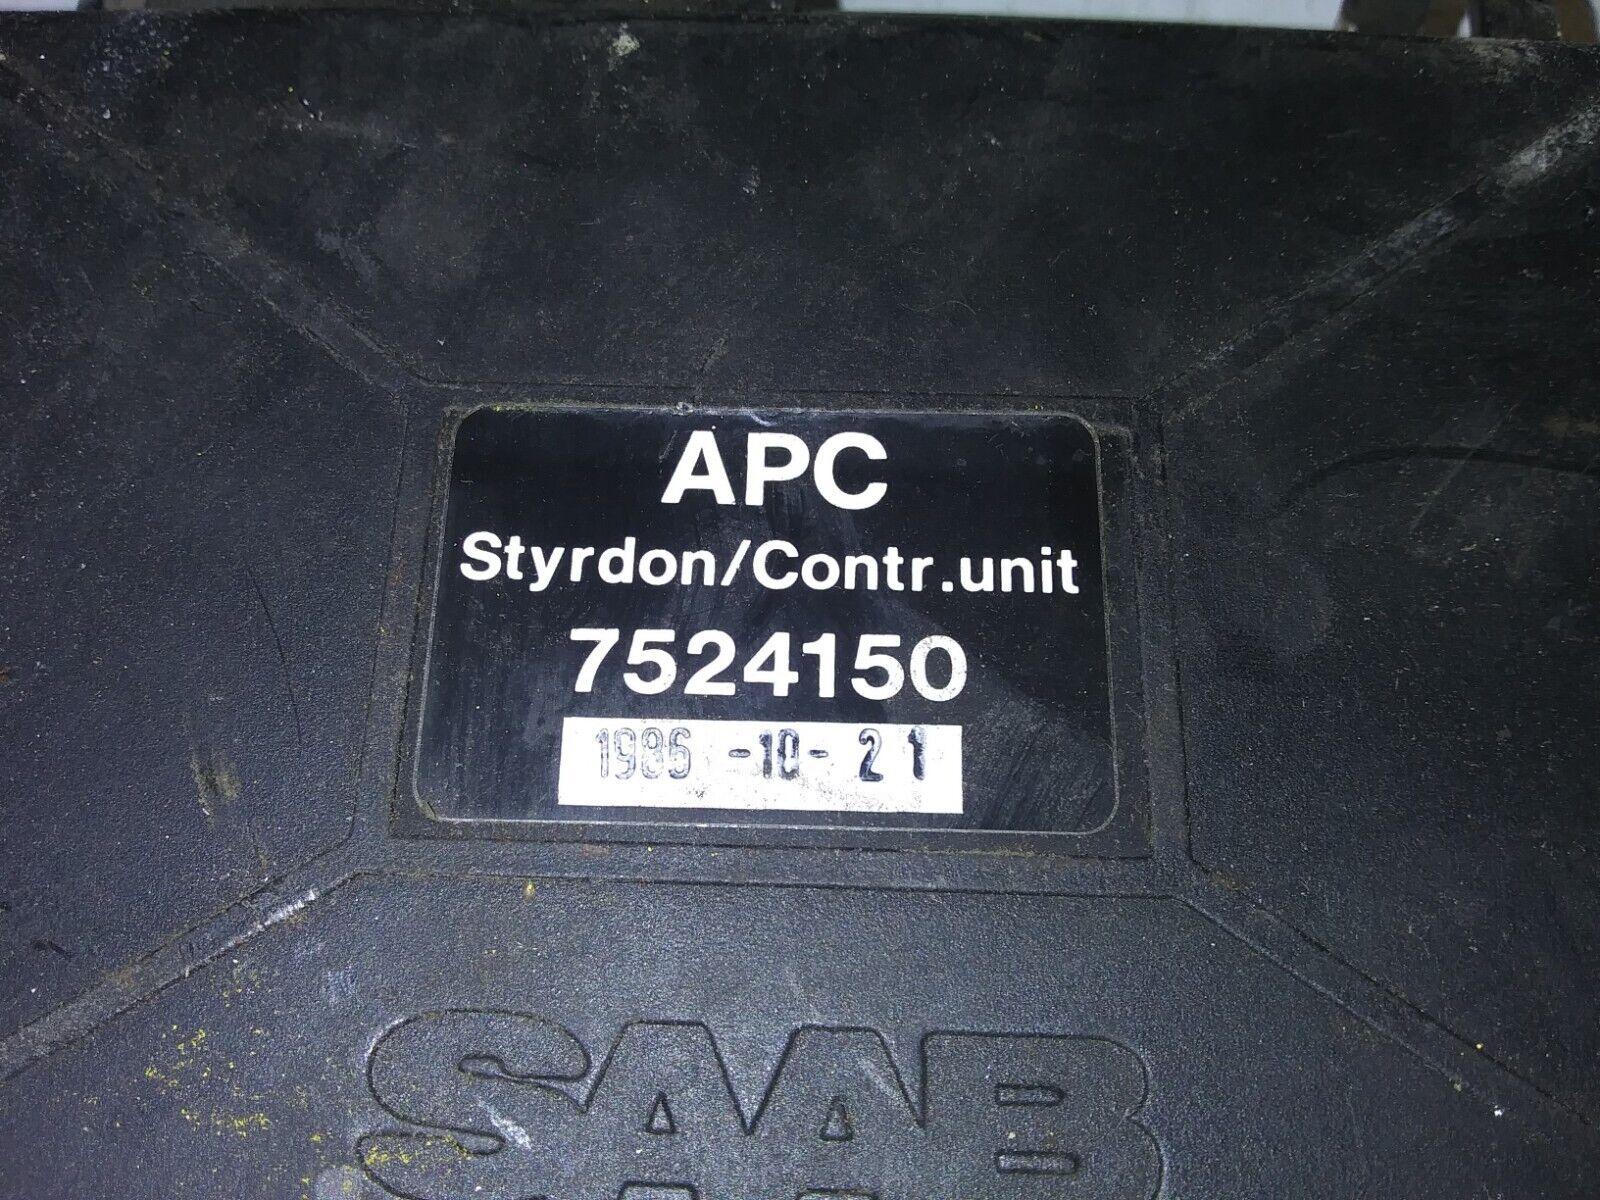 APC
Styrdon/Contr.unit
7524150
1986 -10- 21
SAAB